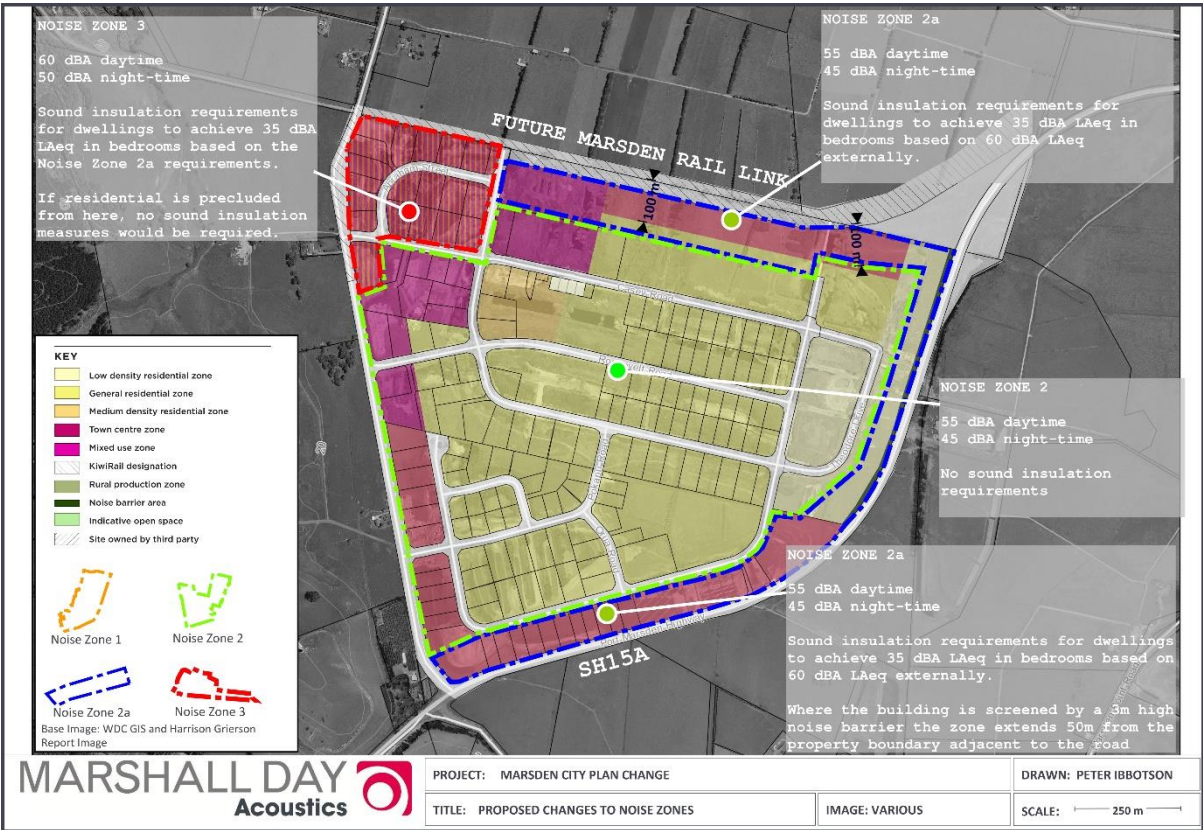 NOISE ZONE 3
60 dBA daytime
50 dBA night-time
Sound insulation requirements
for dwellings to achieve 35 dBA
LAeq in bedrooms based on the
Noise Zone 2a requirements.
If residential is precluded
from here, no sound insulation
measures would be required.
NOISE ZONE 2a
55 dBA daytime
45 dBA night-time
Sound insulation requirements for
dwellings to achieve 35 dBA LAeq in
bedrooms based on 60 dBA LAeq
externally.
FUTURE MARSDEN RAIL LINK
100 m
100 m
Casey Road
NOISE ZONE 2
55 dBA daytime
45 dBA night-time
No sound insulation
requirements
NOISE ZONE 2a
55 dBA daytime
45 dBA night-time
Sound insulation requirements for dwellings
to achieve 35 dBA LAeq in bedrooms based on
60 dBA LAeq externally.
Where the building is screened by a 3m high
noise barrier the zone extends 50m from the
property boundary adjacent to the road
SH15A
KEY
Low density residential zone
General residential zone
Medium density residential zone
Town centre zone
Mixed use zone
KiwiRail designation
Rural production zone
Noise barrier area
Indicative open space
Site owned by third party
Noise Zone 1
Noise Zone 2
Noise Zone 2a
Noise Zone 3
Base Image: WDC GIS and Harrison Grierson
Report Image
MARSHALL DAY
Acoustics
PROJECT: MARSDEN CITY PLAN CHANGE
DRAWN: PETER IBBOTSON
TITLE: PROPOSED CHANGES TO NOISE ZONES
IMAGE: VARIOUS
SCALE: 250 m